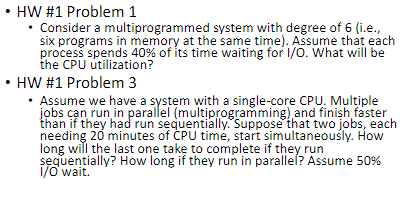 • HW #1 Problem 1
• Consider a multiprogrammed system with degree of 6 (i.e.,
six programs in memory at the same time). Assume that each
process spends 40% of its time waiting for I/O. What will be
the CPU utilization?
• HW #1 Problem 3
• Assume we have a system with a single-core CPU. Multiple
jobs can run in parallel (multiprogramming) and finish faster
than if they had run sequentially. Suppose that two jobs, each
needing 20 minutes of CPU time, start simultaneously. How
long will the last one take to complete if they run
sequentially? How long if they run in parallel? Assume 50%
I/O wait.